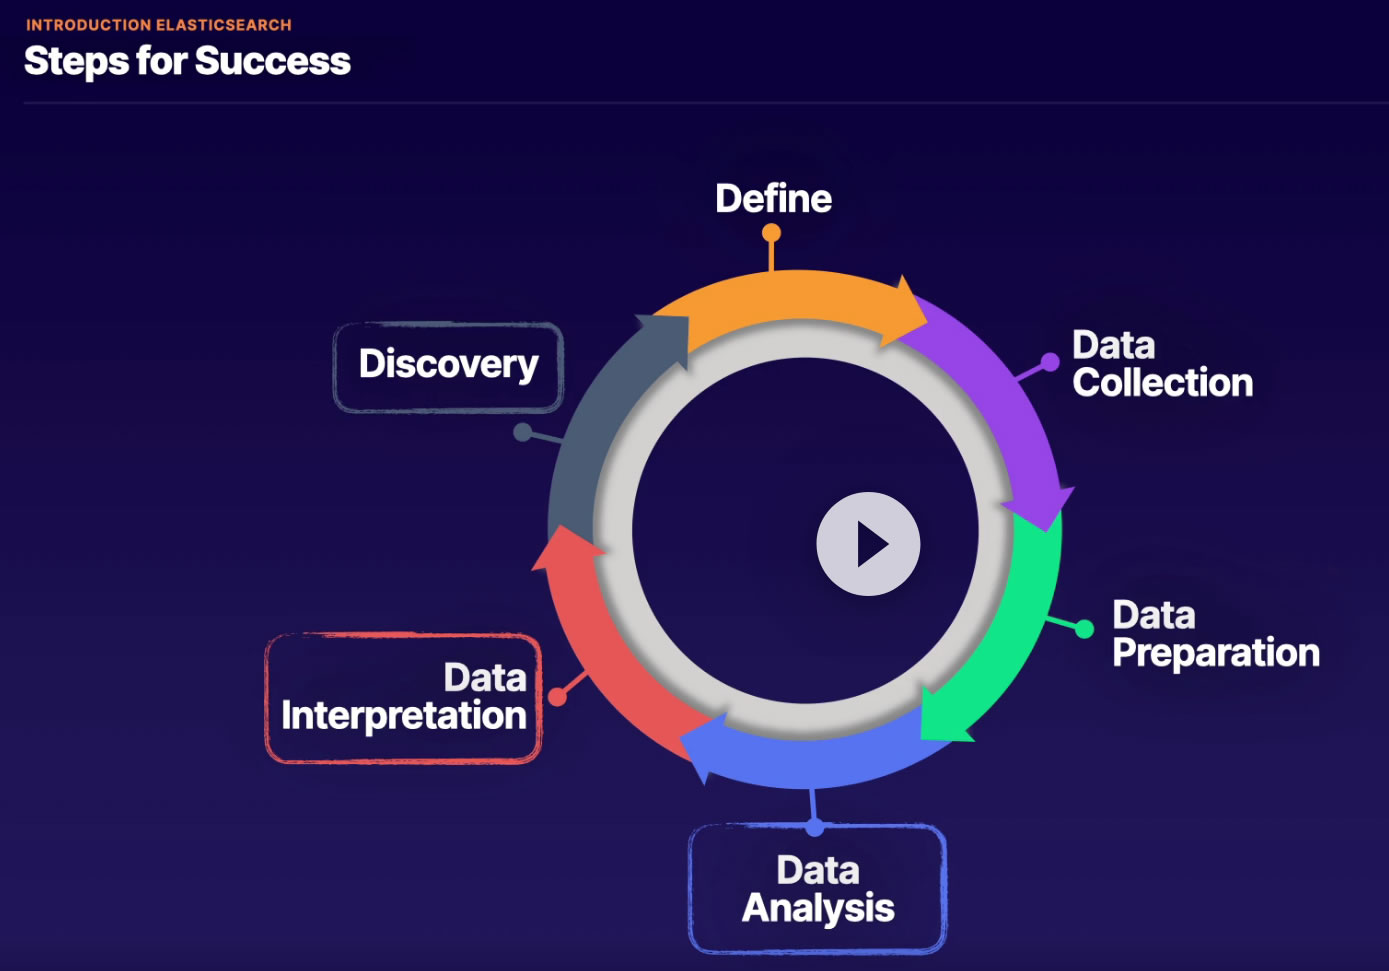 INTRODUCTION ELASTICSEARCH
Steps for Success
Define
Data
Collection
Data
Preparation
Data
Analysis
Data
Interpretation
Discovery